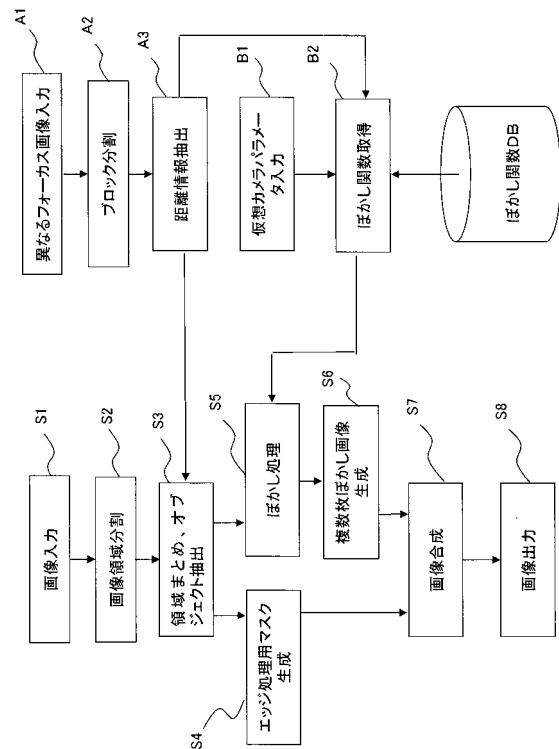 A1
異なるフォーカス画像入力
A2
ブロック分割
A3
距離情報抽出
B1
仮想カメラパラメー
タ入力
B2
ぼかし関数取得
ぼかし関数DB
S1
画像入力
S2
画像領域分割
S3
領域まとめ、オブ
ジェクト抽出
S4
エッジ処理用マスク
生成
S5
ぼかし処理
S6
複数枚ぼかし画像
生成
S7
画像合成
S8
画像出力